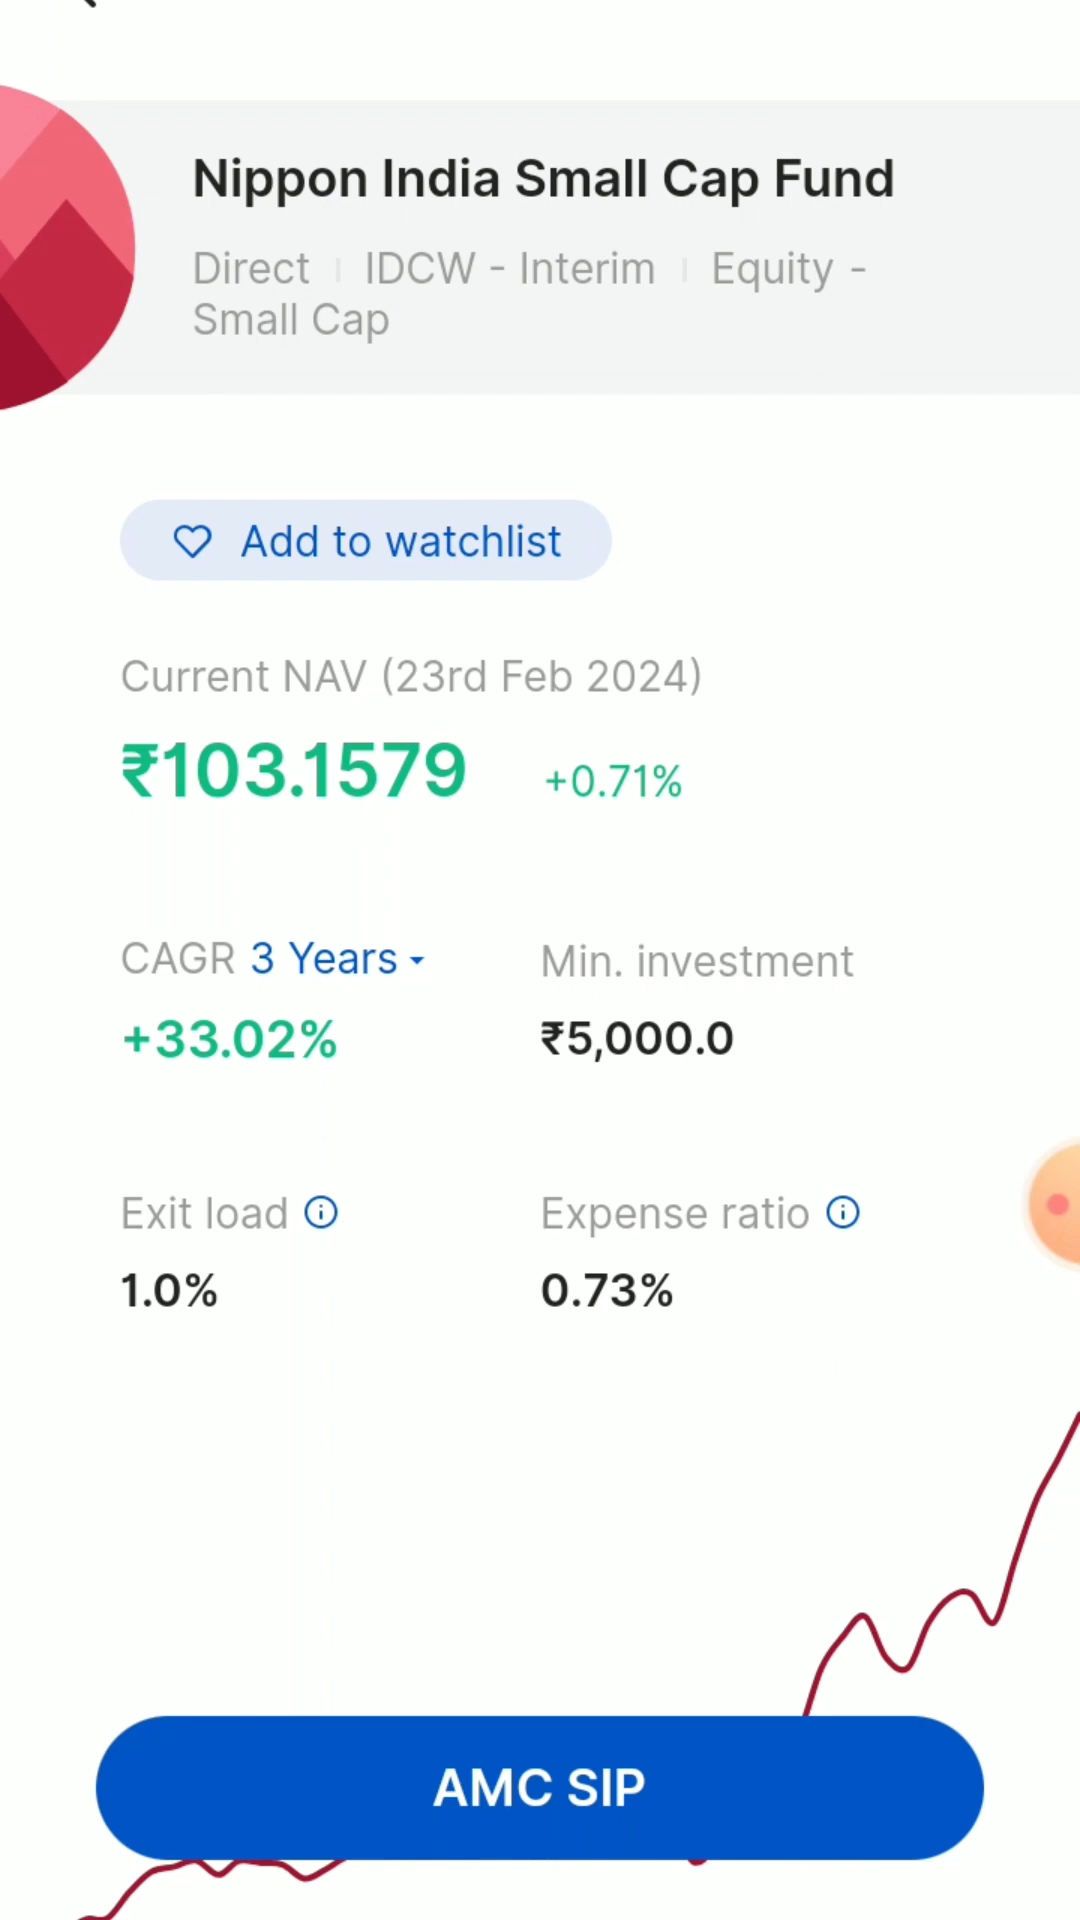 Nippon India Small Cap Fund
Direct | IDCW - Interim | Equity -
Small Cap
Add to watchlist
Current NAV (23rd Feb 2024)
₹103.1579 +0.71%
CAGR 3 Years Min. investment
+33.02% ₹5,000.0
Exit load Expense ratio
1.0% 0.73%
AMC SIP